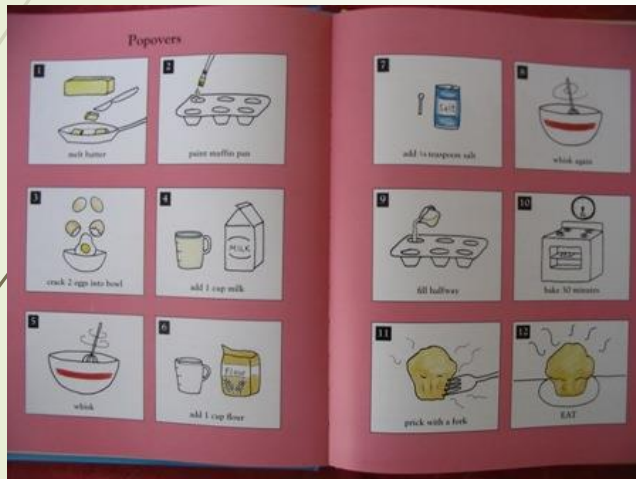 Popovers
1
melt butter
2
paint muffin pan
3
crack 2 eggs into bowl
4
MILK
add 1 cup milk
5
whisk
6
flour
add 1 cup flour
7
Salt
add ¼ teaspoon salt
8
whisk again
9
fill halfway
10
bake 30 minutes
11
prick with a fork
12
EAT